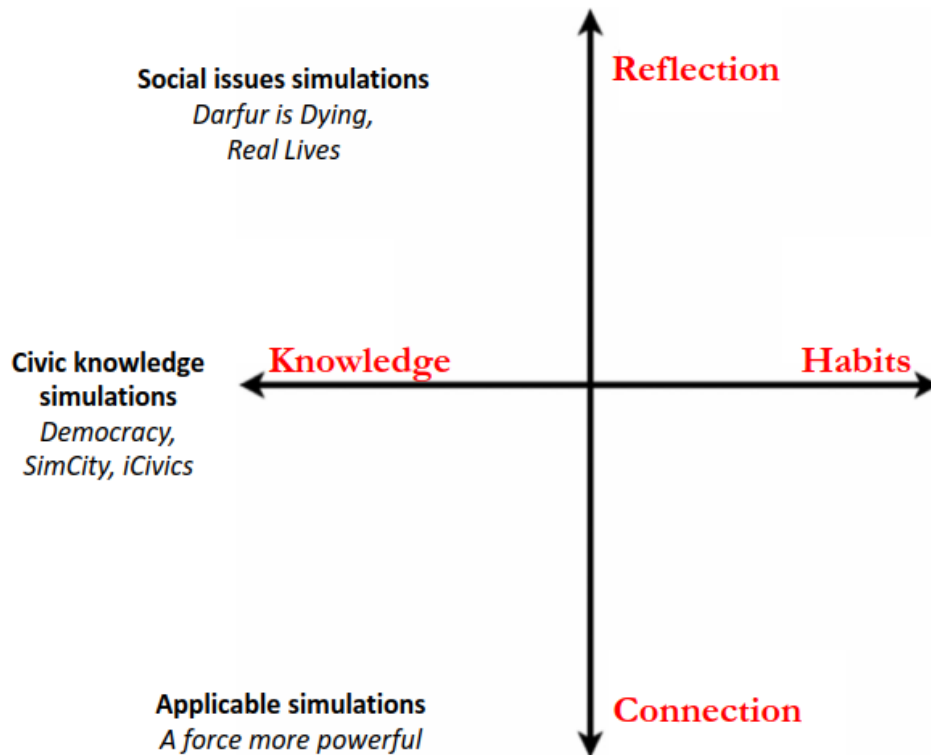 Social issues simulations
Darfur is Dying,
Real Lives
Reflection
Civic knowledge
simulations
Democracy,
SimCity, iCivics
Knowledge
Habits
Applicable simulations
A force more powerful
Connection